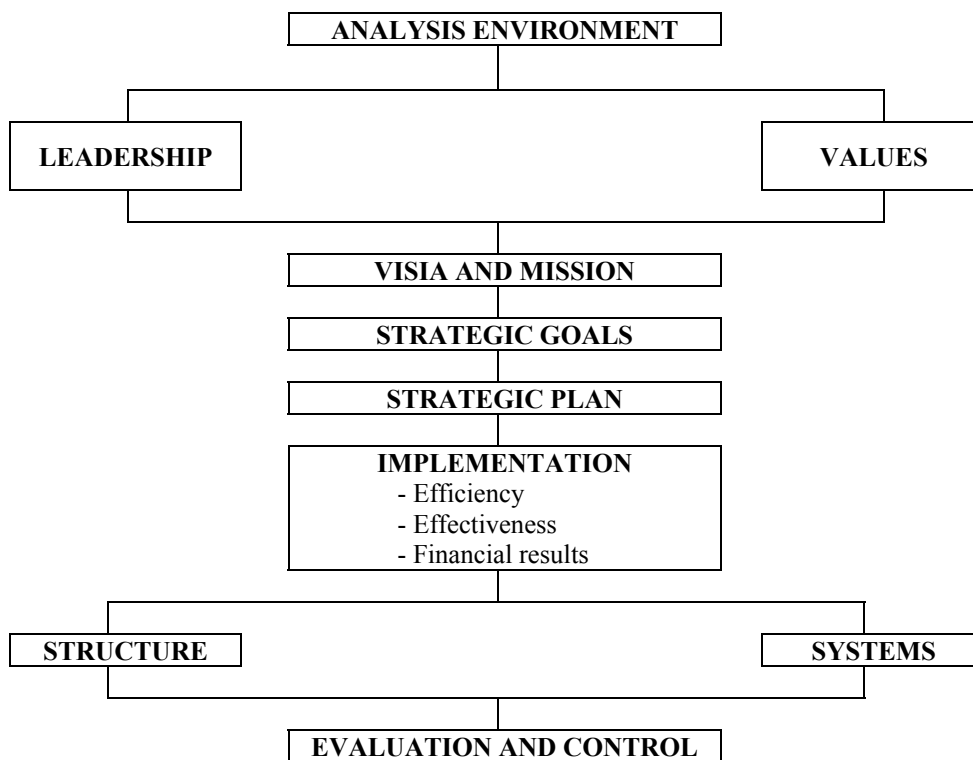 ANALYSIS ENVIRONMENT
LEADERSHIP
VALUES
VISIA AND MISSION
STRATEGIC GOALS
STRATEGIC PLAN
IMPLEMENTATION
- Efficiency
- Effectiveness
- Financial results
STRUCTURE
SYSTEMS
EVALUATION AND CONTROL